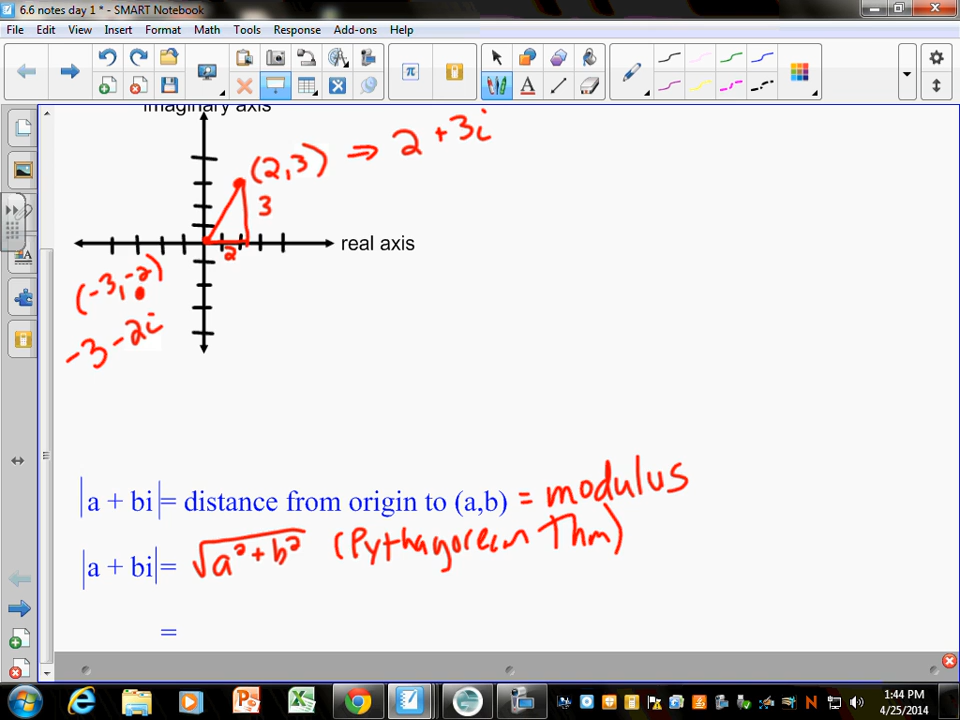 6.6 notes day 1 * - SMART Notebook
File Edit View Insert Format Math Tools Response Add-ons Help
imaginary axis
(2,3) ⇒ 2 + 3i
3
2
real axis
(-3,-2)
-3-2i
|a + bi|= distance from origin to (a,b) = modulus
|a + bi|= √a²+b² (Pythagorean Thm)
=
1:44 PM
4/25/2014